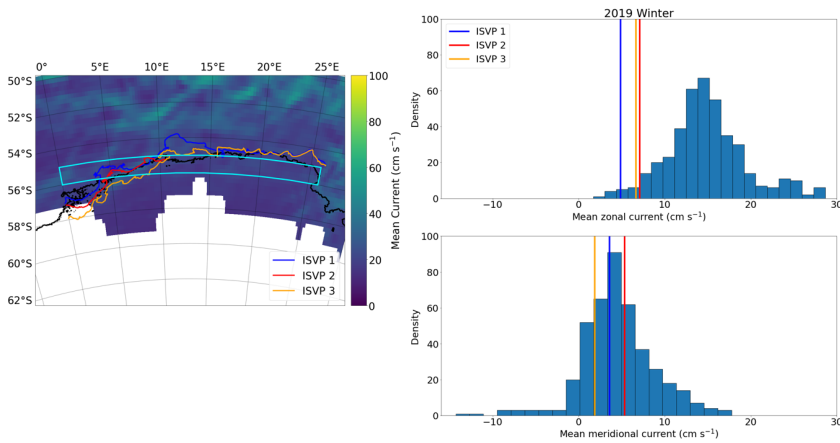 0° 5°E 10°E 15°E 20°E 25°E
50°S
52°S
54°S
56°S
58°S
60°S
62°S
ISVP 1
ISVP 2
ISVP 3
100
80
60
40
20
0
Mean Current (cm s⁻¹)
2019 Winter
100
80
60
40
20
0
Density
ISVP 1
ISVP 2
ISVP 3
−10 0 10 20 30
Mean zonal current (cm s⁻¹)
100
80
60
40
20
0
Density
−10 0 10 20 30
Mean meridional current (cm s⁻¹)